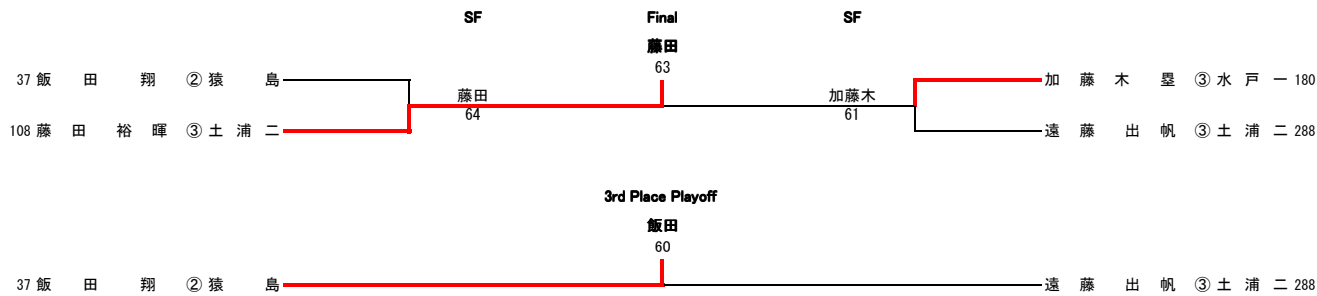 SF Final SF
藤田
63
37 飯 田 翔 ② 猿 島
加 藤 木 塁 ③ 水 戸 一 180
藤田 加藤木
64 61
108 藤 田 裕 暉 ③ 土 浦 二
遠 藤 出 帆 ③ 土 浦 二 288
3rd Place Playoff
飯田
60
37 飯 田 翔 ② 猿 島
遠 藤 出 帆 ③ 土 浦 二 288